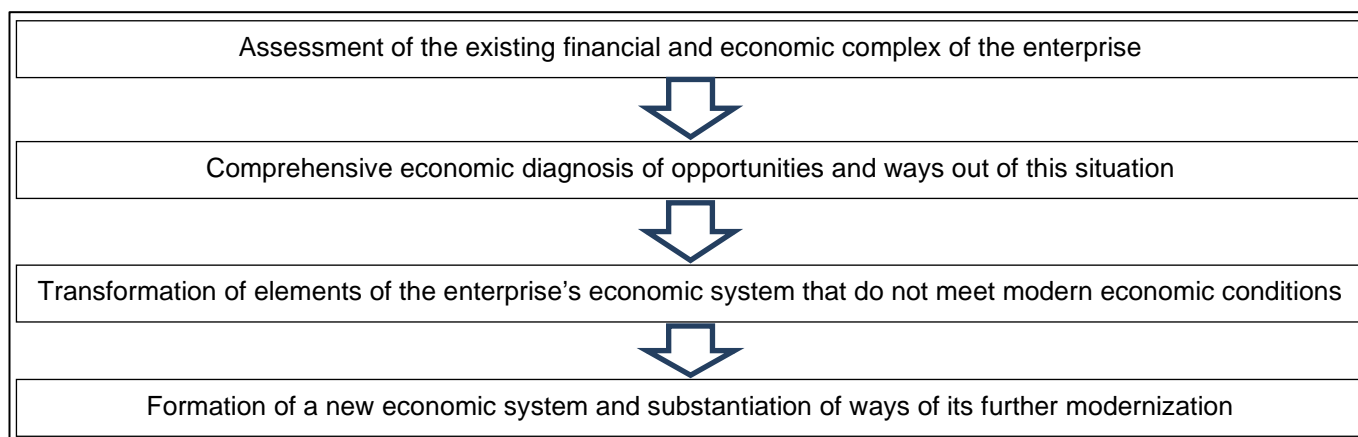 Assessment of the existing financial and economic complex of the enterprise
Comprehensive economic diagnosis of opportunities and ways out of this situation
Transformation of elements of the enterprise’s economic system that do not meet modern economic conditions
Formation of a new economic system and substantiation of ways of its further modernization